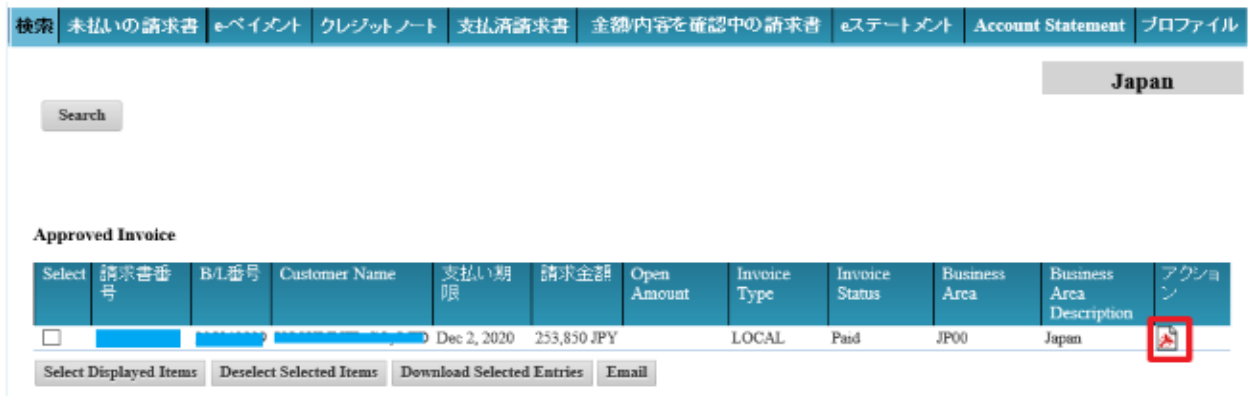 検索 未払いの請求書 e-ペイメント クレジットノート 支払済請求書 金額/内容を確認中の請求書 eステートメント Account Statement プロファイル
Japan
Search
Approved Invoice
Select 請求書番号 B/L番号 Customer Name 支払い期限 請求金額 Open Amount Invoice Type Invoice Status Business Area Business Area Description アクション
Dec 2, 2020 253,850 JPY LOCAL Paid JP00 Japan
Select Displayed Items Deselect Selected Items Download Selected Entries Email